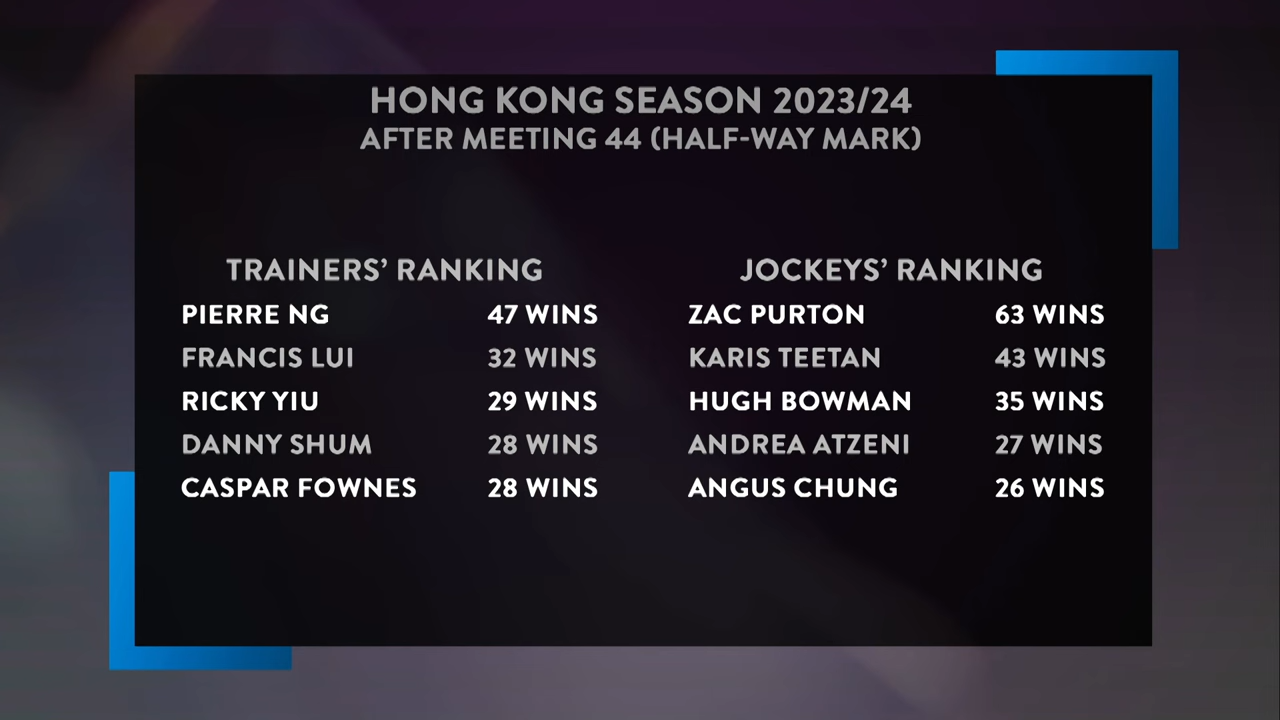 HONG KONG SEASON 2023/24
AFTER MEETING 44 (HALF-WAY MARK)
TRAINERS’ RANKING
PIERRE NG 47 WINS
FRANCIS LUI 32 WINS
RICKY YIU 29 WINS
DANNY SHUM 28 WINS
CASPAR FOWNES 28 WINS
JOCKEYS’ RANKING
ZAC PURTON 63 WINS
KARIS TEETAN 43 WINS
HUGH BOWMAN 35 WINS
ANDREA ATZENI 27 WINS
ANGUS CHUNG 26 WINS